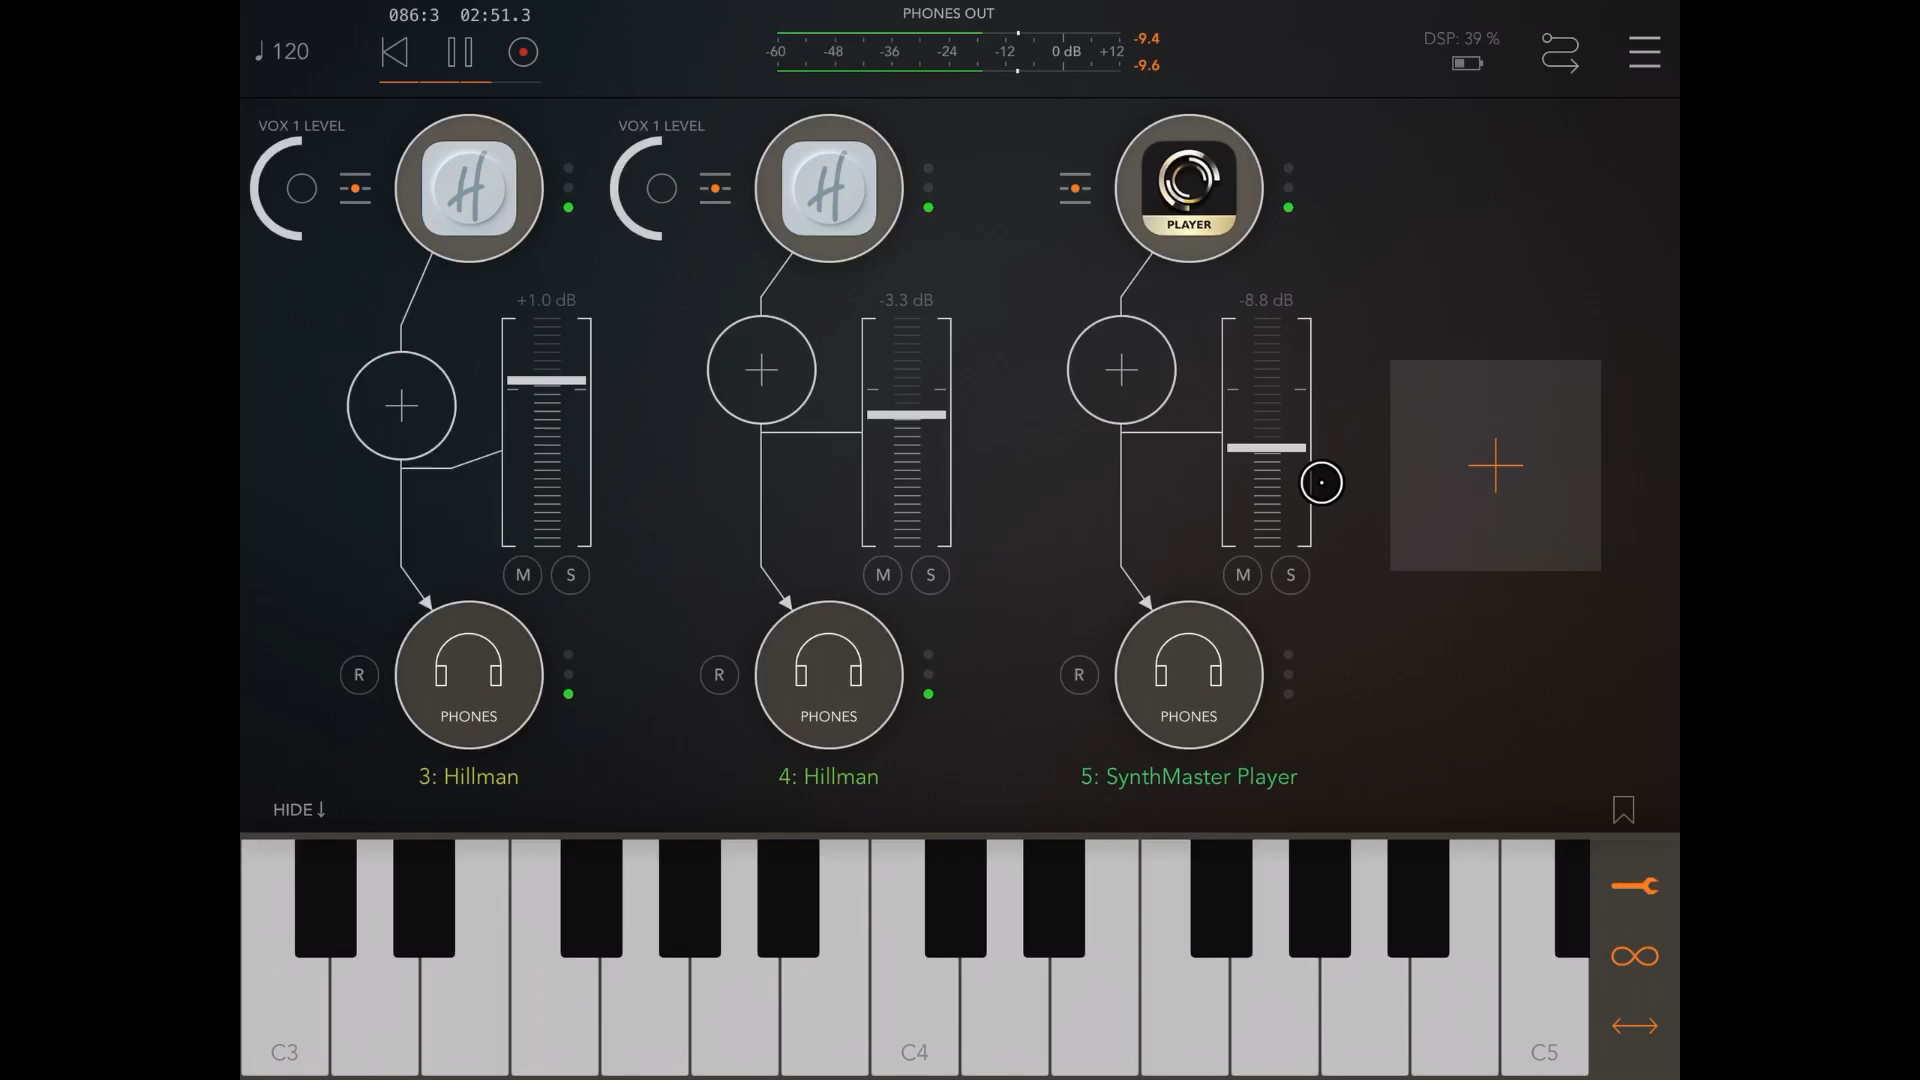 086:3 02:51.3
PHONES OUT
♩ 120
-60 -48 -36 -24 -12 0 dB +12
-9.4
-9.6
DSP: 39 %
VOX 1 LEVEL
VOX 1 LEVEL
H
H
PLAYER
+1.0 dB
-3.3 dB
-8.8 dB
M S
M S
M S
R
R
R
PHONES
PHONES
PHONES
3: Hillman
4: Hillman
5: SynthMaster Player
HIDE↓
C3
C4
C5